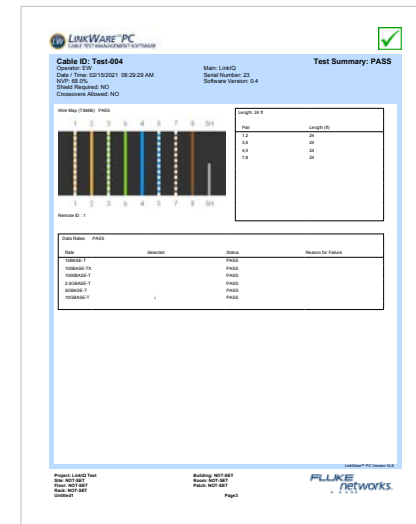 LINKWARE™ PC
CABLE TEST MANAGEMENT SOFTWARE
Cable ID: Test-004
Test Summary: PASS
Operator: EW
Date / Time: 02/15/2021 08:29:29 AM
NVP: 68.0%
Shield Required: NO
Crossovers Allowed: NO
Main: LinkIQ
Serial Number: 23
Software Version: 0.4
Wire Map (T568B) PASS
1 2 3 6 4 5 7 8 SH
1 2 3 6 4 5 7 8 SH
Remote ID : 1
Length: 24 ft
Pair Length (ft)
1,2 24
3,6 24
4,5 24
7,8 24
Data Rates: PASS
Rate Selected Status Reason for Failure
10BASE-T PASS
100BASE-TX PASS
1000BASE-T PASS
2.5GBASE-T PASS
5GBASE-T PASS
10GBASE-T PASS
LinkWare™ PC Version 10.8
Project: LinkIQ Test
Site: NOT-SET
Floor: NOT-SET
Rack: NOT-SET
Untitled1
Building: NOT-SET
Room: NOT-SET
Patch: NOT-SET
Page3
FLUKE
networks.